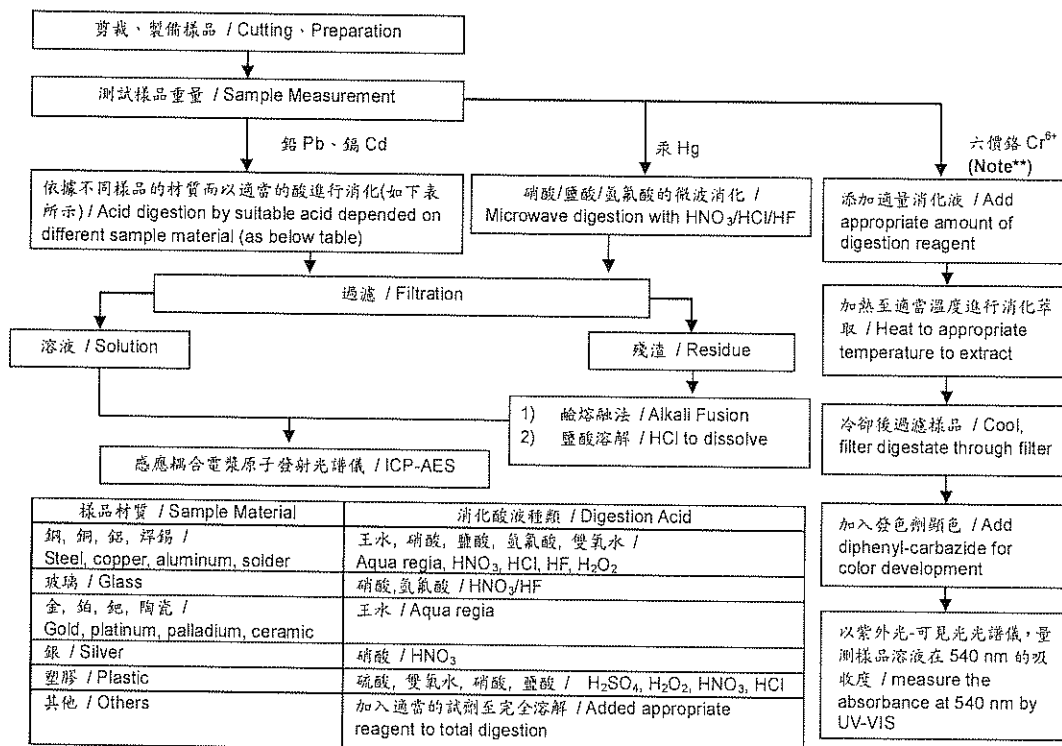 剪裁、製備樣品 / Cutting、Preparation
測試樣品重量 / Sample Measurement
鉛 Pb、鎘 Cd
汞 Hg
六價鉻 Cr6+
(Note**)
依據不同樣品的材質而以適當的酸進行消化(如下表
所示) / Acid digestion by suitable acid depended on
different sample material (as below table)
硝酸/鹽酸/氫氟酸的微波消化 /
Microwave digestion with HNO3/HCl/HF
添加適量消化液 / Add
appropriate amount of
digestion reagent
過濾 / Filtration
溶液 / Solution
殘渣 / Residue
加熱至適當溫度進行消化萃
取 / Heat to appropriate
temperature to extract
1) 鹼熔融法 / Alkali Fusion
2) 鹽酸溶解 / HCl to dissolve
冷卻後過濾樣品 / Cool,
filter digestate through filter
感應耦合電漿原子發射光譜儀 / ICP-AES
樣品材質 / Sample Material
消化酸液種類 / Digestion Acid
鋼, 銅, 鋁, 銲錫 /
Steel, copper, aluminum, solder
王水, 硝酸, 鹽酸, 氫氟酸, 雙氧水 /
Aqua regia, HNO3, HCl, HF, H2O2
玻璃 / Glass
硝酸,氫氟酸 / HNO3/HF
金, 鉑, 鈀, 陶瓷 /
Gold, platinum, palladium, ceramic
王水 / Aqua regia
銀 / Silver
硝酸 / HNO3
塑膠 / Plastic
硫酸, 雙氧水, 硝酸, 鹽酸 / H2SO4, H2O2, HNO3, HCl
其他 / Others
加入適當的試劑至完全溶解 / Added appropriate
reagent to total digestion
加入發色劑顯色 / Add
diphenyl-carbazide for
color development
以紫外光-可見光光譜儀，量
測樣品溶液在 540 nm 的吸
收度 / measure the
absorbance at 540 nm by
UV-VIS